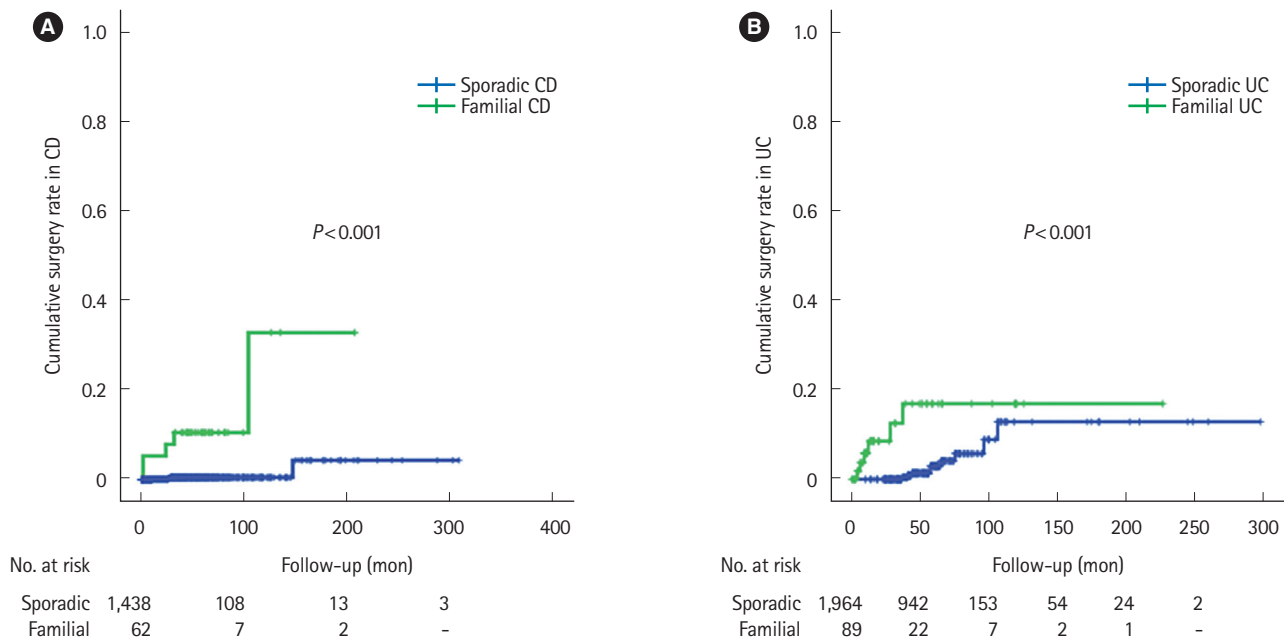 A
Cumulative surgery rate in CD
1.0
0.8
0.6
0.4
0.2
0
Sporadic CD
Familial CD
P<0.001
0 100 200 300 400
Follow-up (mon)
No. at risk
Sporadic 1,438 108 13 3
Familial 62 7 2 -
B
Cumulative surgery rate in UC
1.0
0.8
0.6
0.4
0.2
0
Sporadic UC
Familial UC
P<0.001
0 50 100 150 200 250 300
Follow-up (mon)
No. at risk
Sporadic 1,964 942 153 54 24 2
Familial 89 22 7 2 1 -